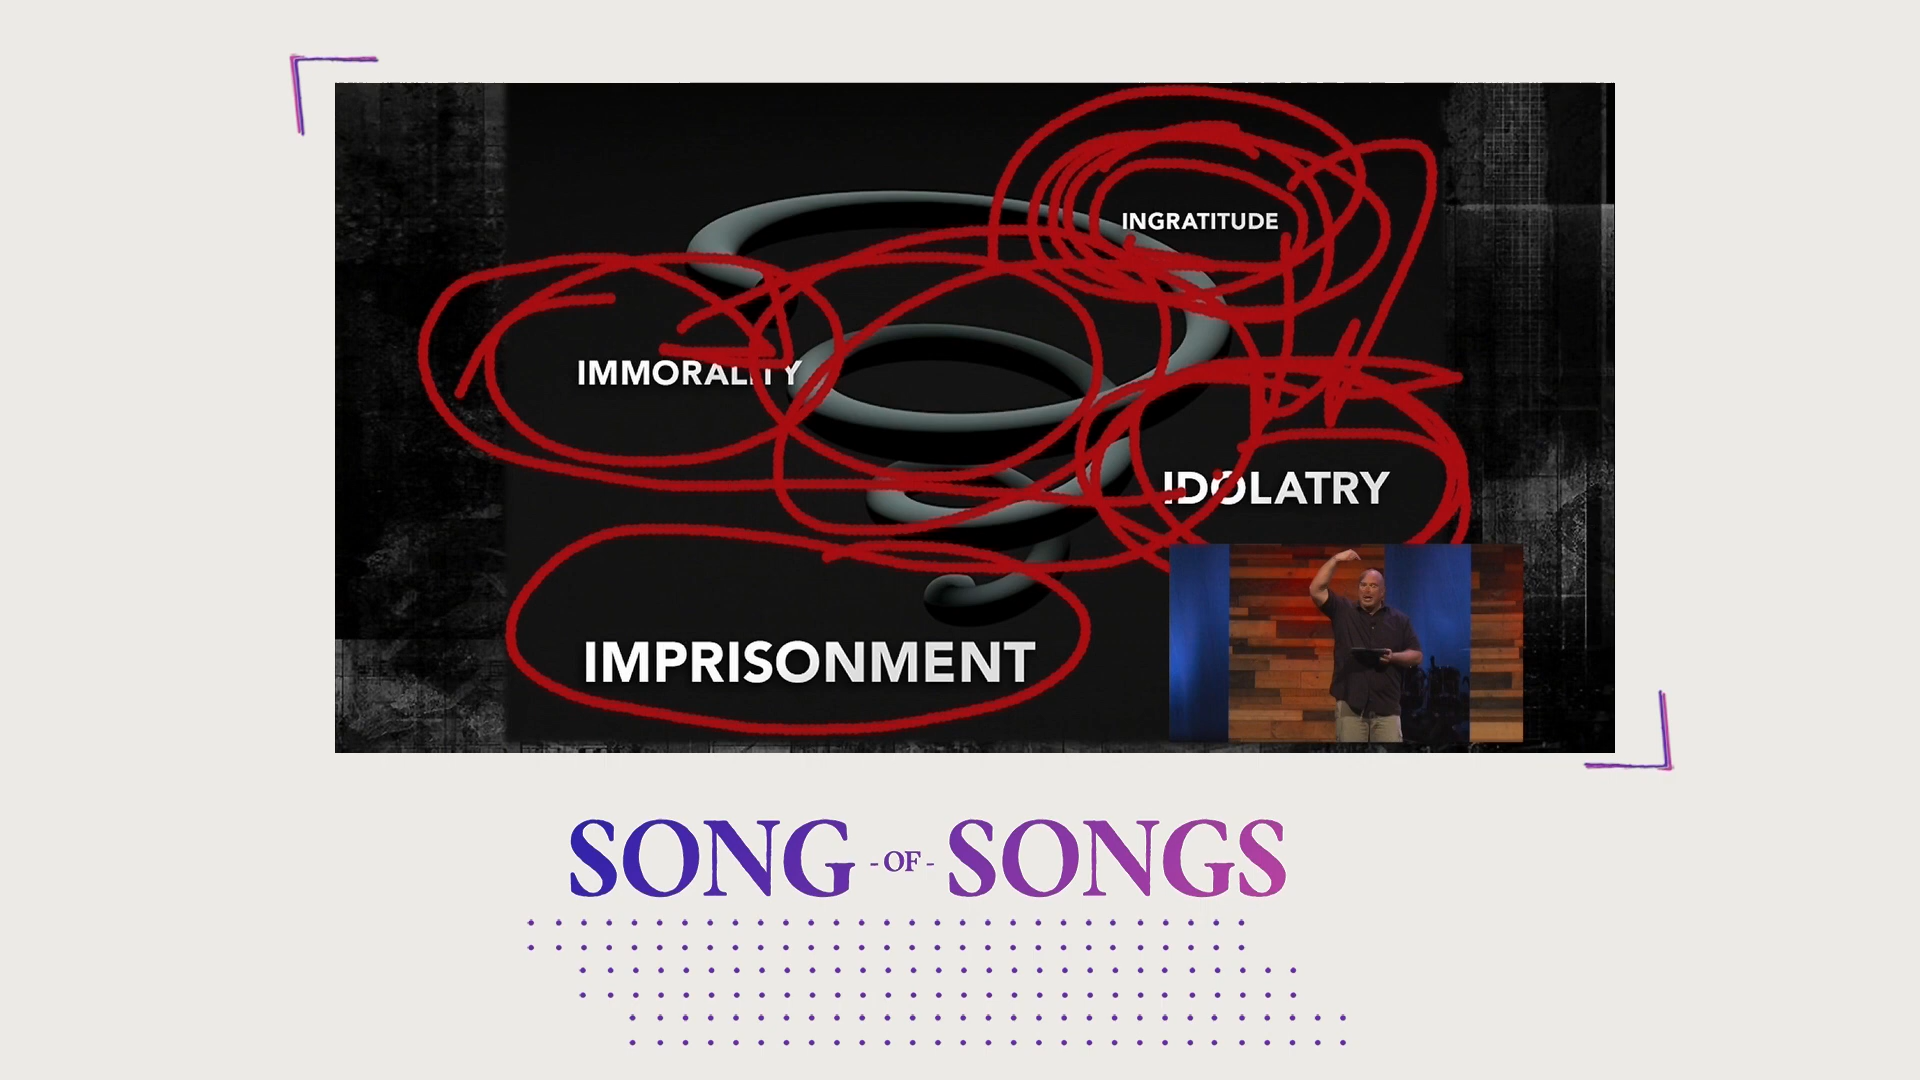 INGRATITUDE
IMMORALITY
IDOLATRY
IMPRISONMENT
SONG -OF- SONGS